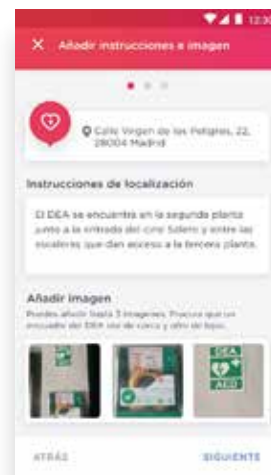 12:30
Añadir instrucciones e imagen
Calle Virgen de los Peligros, 22,
28004 Madrid
Instrucciones de localización
El DEA se encuentra en la segunda planta
junto a la entrada del cine Salero y entre las
escaleras que dan acceso a la tercera planta.
Añadir imagen
Puedes añadir hasta 3 imágenes. Procura que un
encuadre del DEA sea de cerca y otro de lejos.
DEA
AED
ATRÁS
SIGUIENTE